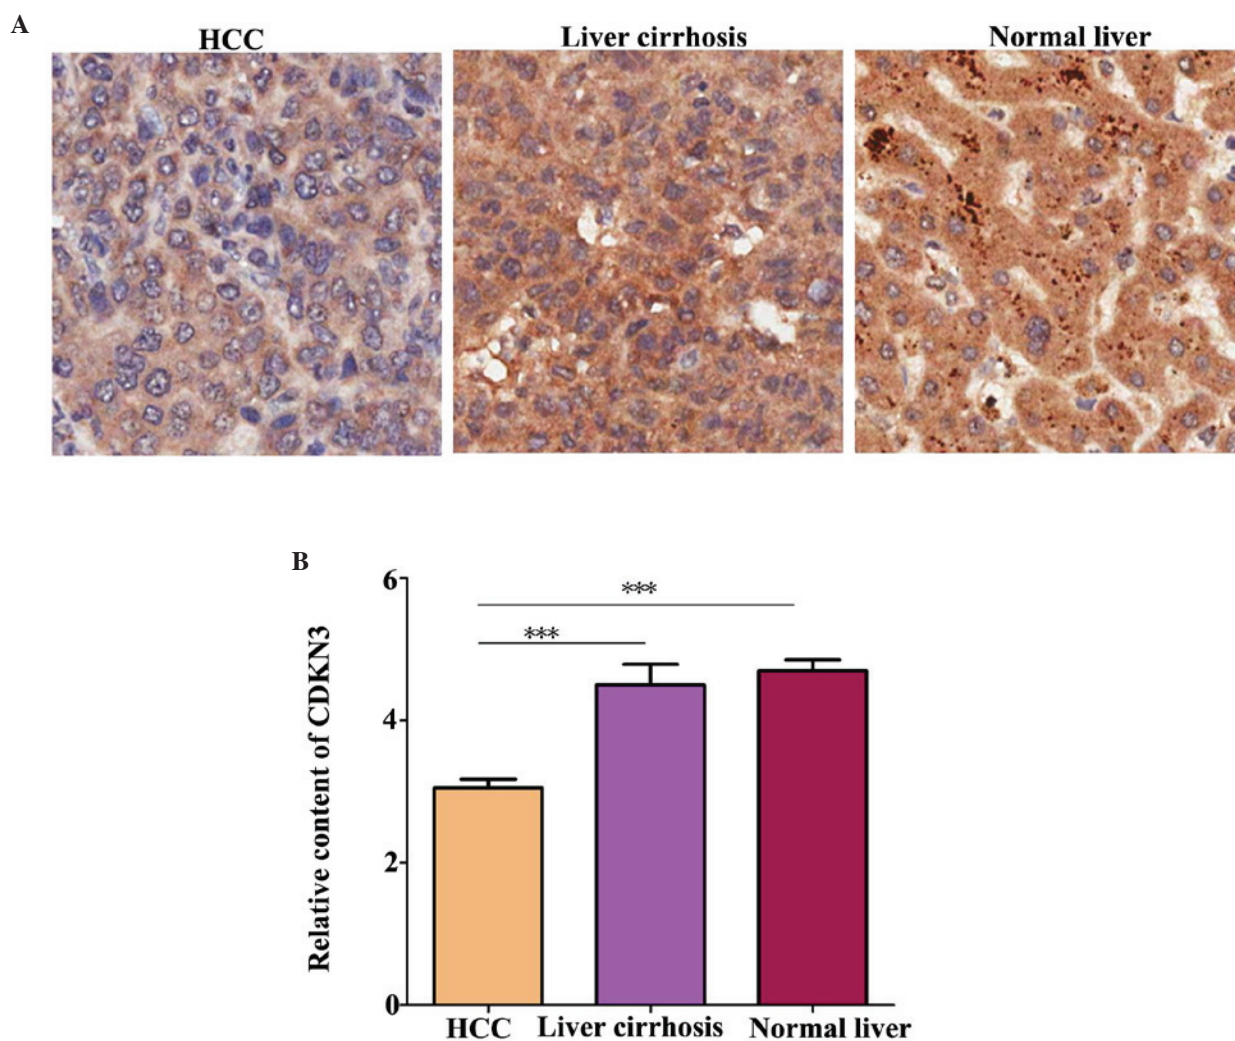 A
HCC
Liver cirrhosis
Normal liver
B
6
4
2
0
Relative content of CDKN3
***
***
HCC
Liver cirrhosis
Normal liver